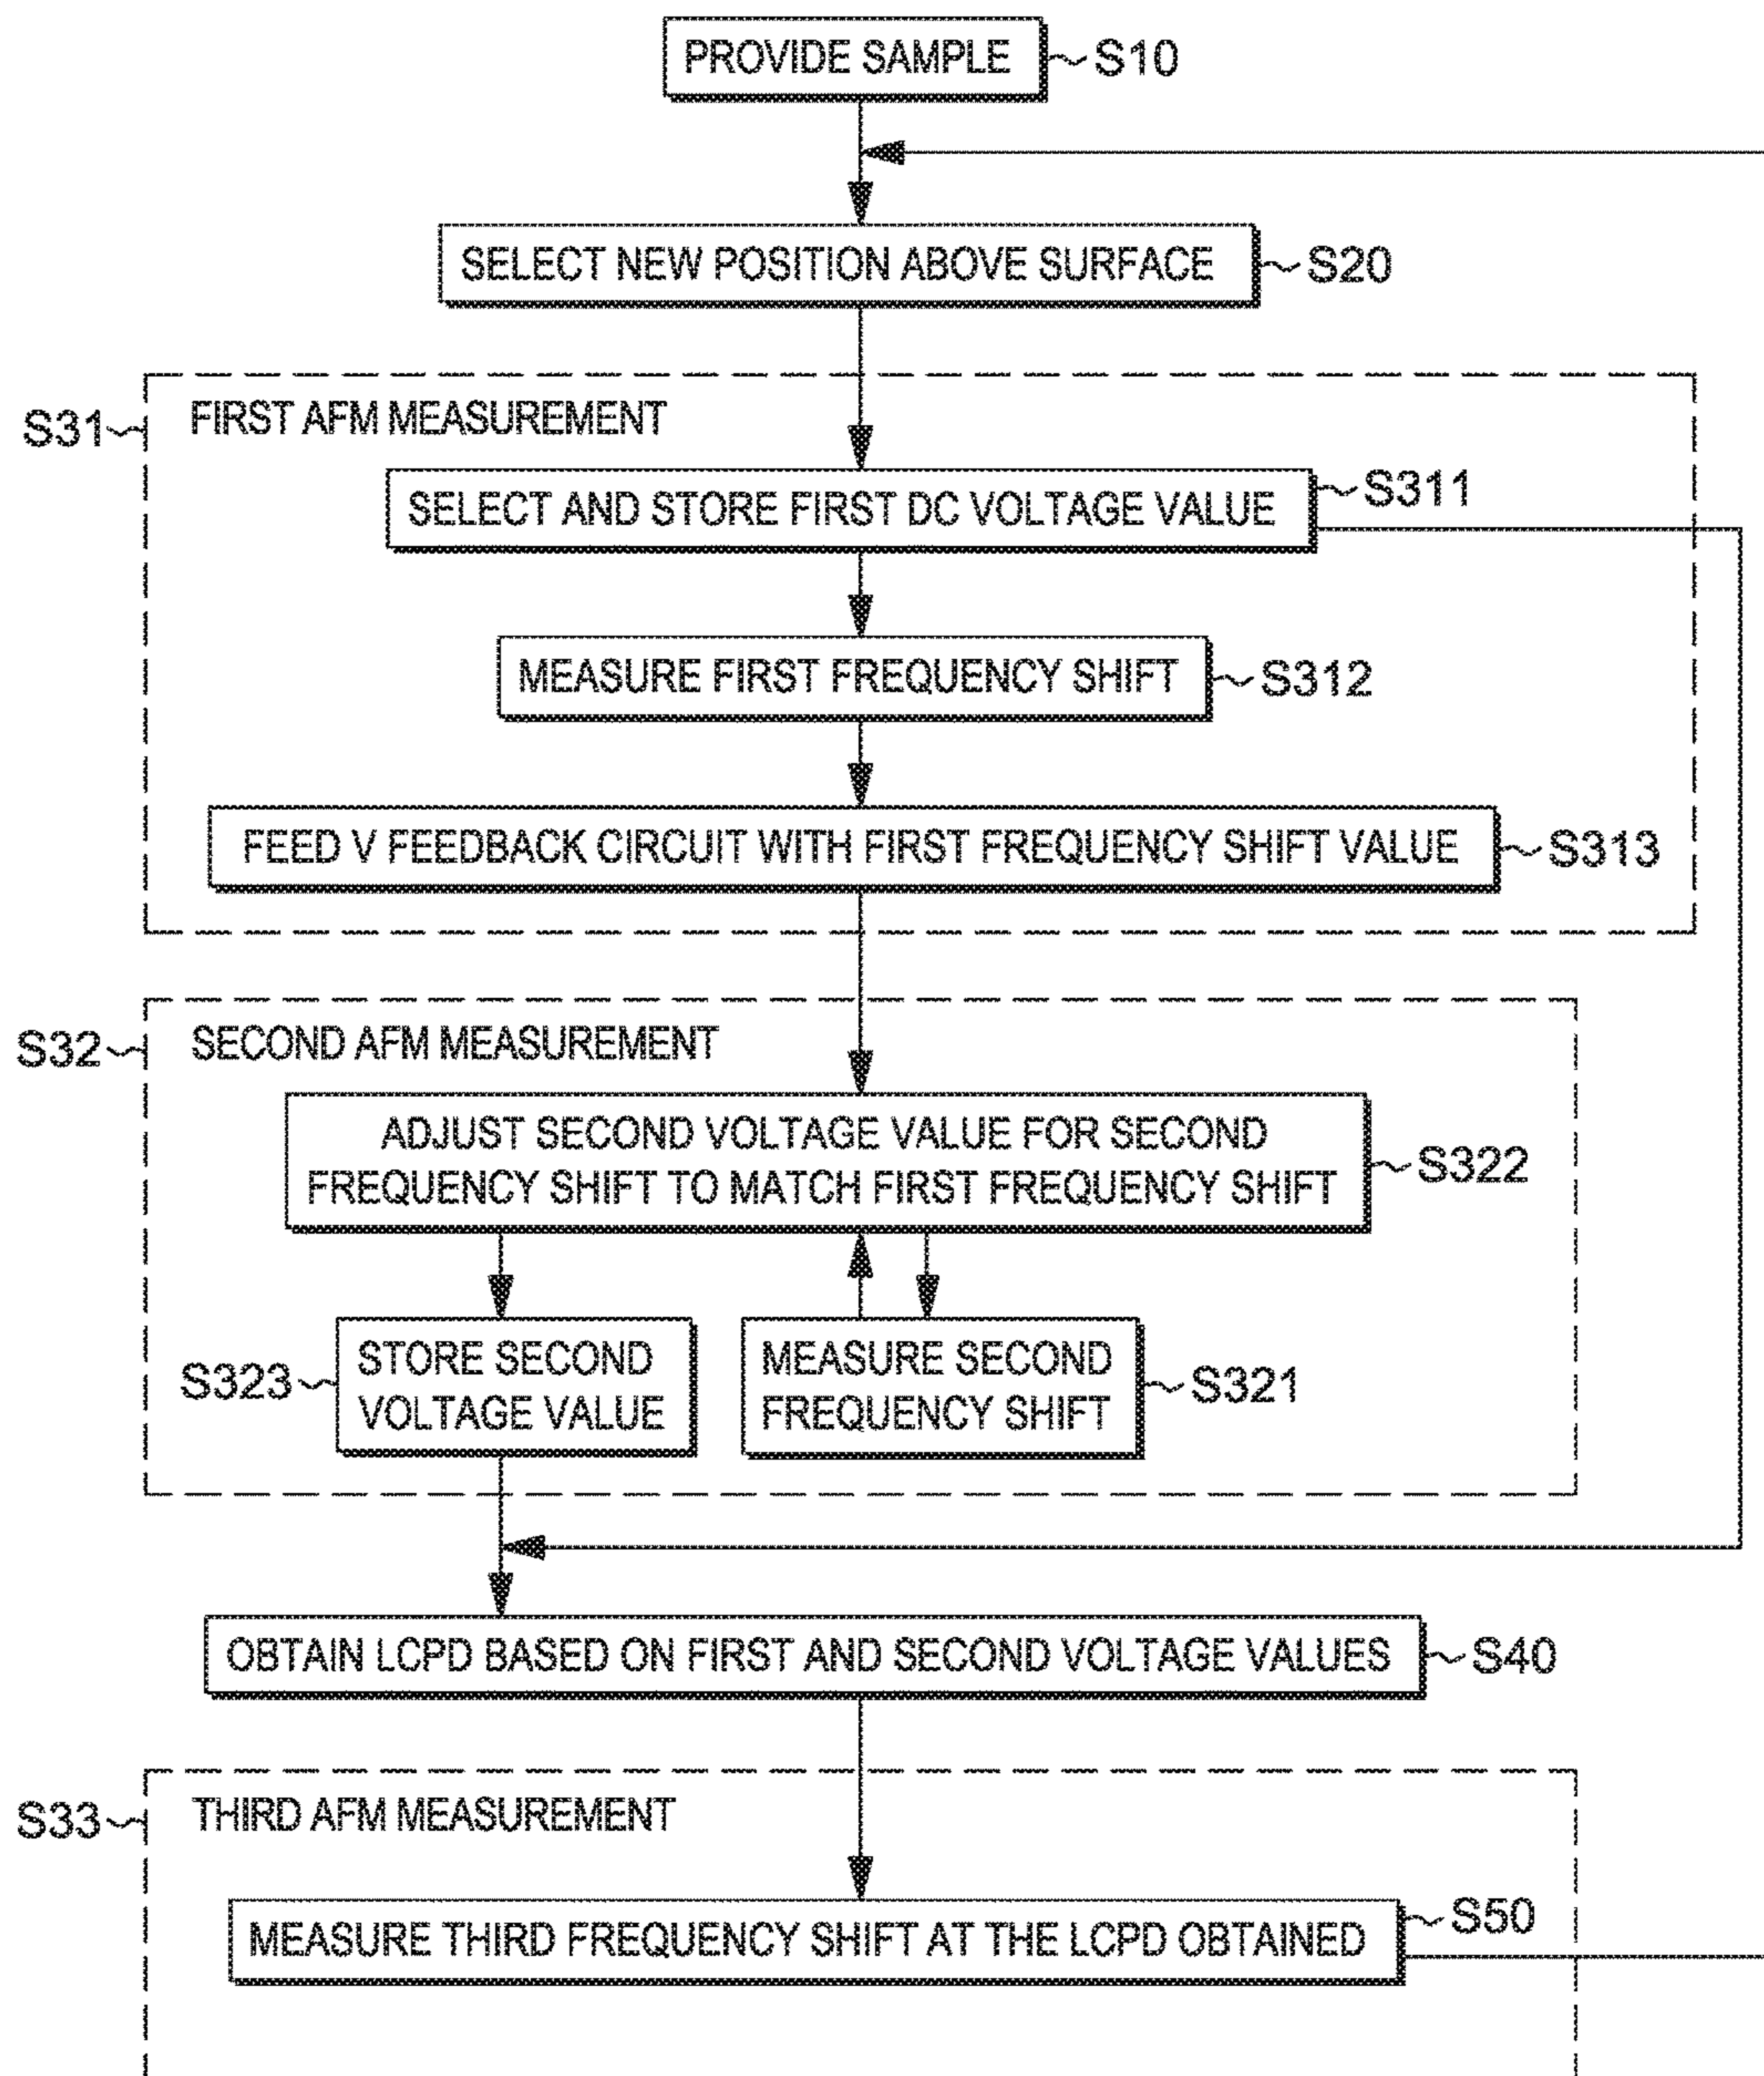 PROVIDE SAMPLE
S10
SELECT NEW POSITION ABOVE SURFACE
S20
S31
FIRST AFM MEASUREMENT
SELECT AND STORE FIRST DC VOLTAGE VALUE
S311
MEASURE FIRST FREQUENCY SHIFT
S312
FEED V FEEDBACK CIRCUIT WITH FIRST FREQUENCY SHIFT VALUE
S313
S32
SECOND AFM MEASUREMENT
ADJUST SECOND VOLTAGE VALUE FOR SECOND
FREQUENCY SHIFT TO MATCH FIRST FREQUENCY SHIFT
S322
S323
STORE SECOND
VOLTAGE VALUE
MEASURE SECOND
FREQUENCY SHIFT
S321
OBTAIN LCPD BASED ON FIRST AND SECOND VOLTAGE VALUES
S40
S33
THIRD AFM MEASUREMENT
MEASURE THIRD FREQUENCY SHIFT AT THE LCPD OBTAINED
S50